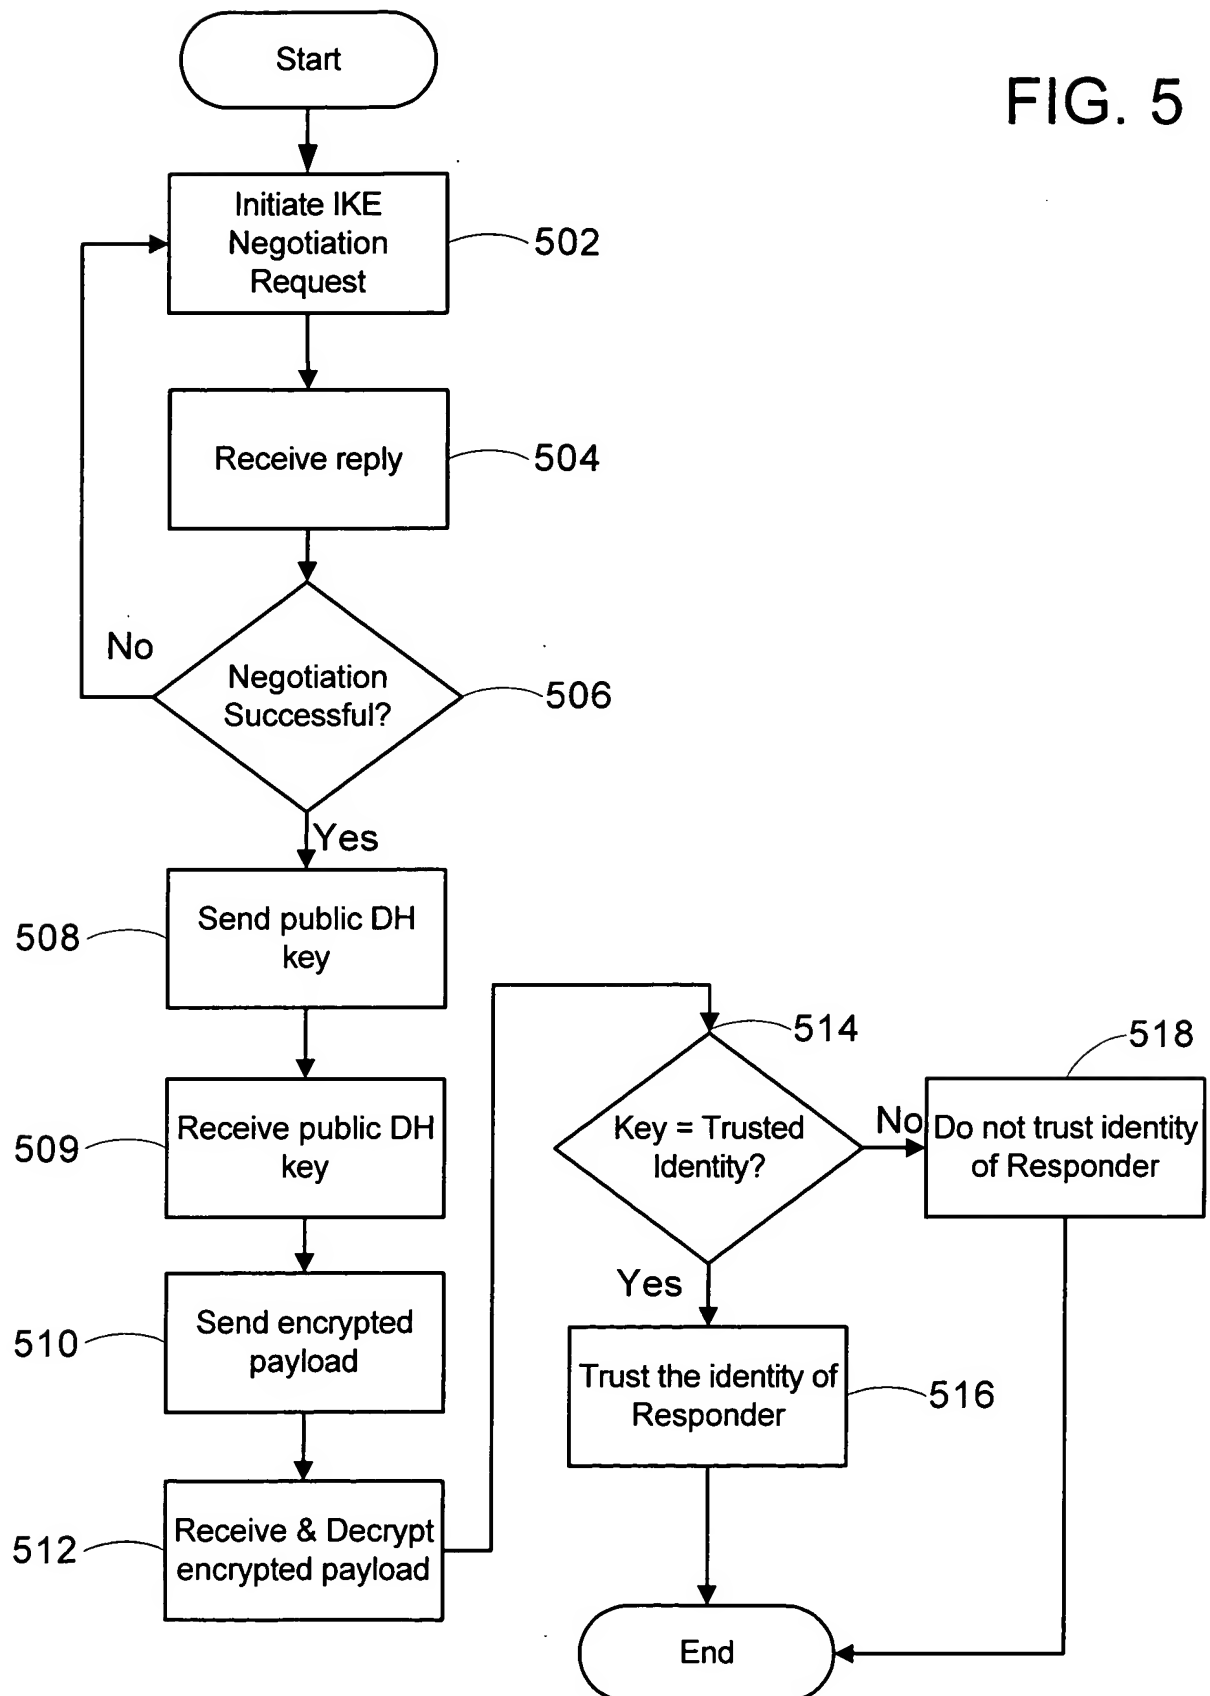 Start
FIG. 5
Initiate IKE
Negotiation
Request
502
Receive reply
504
No
Negotiation
Successful?
506
Yes
Send public DH
key
508
Receive public DH
key
509
Send encrypted
payload
510
Receive & Decrypt
encrypted payload
512
514
Key = Trusted
Identity?
No
518
Do not trust identity
of Responder
Yes
Trust the identity of
Responder
516
End